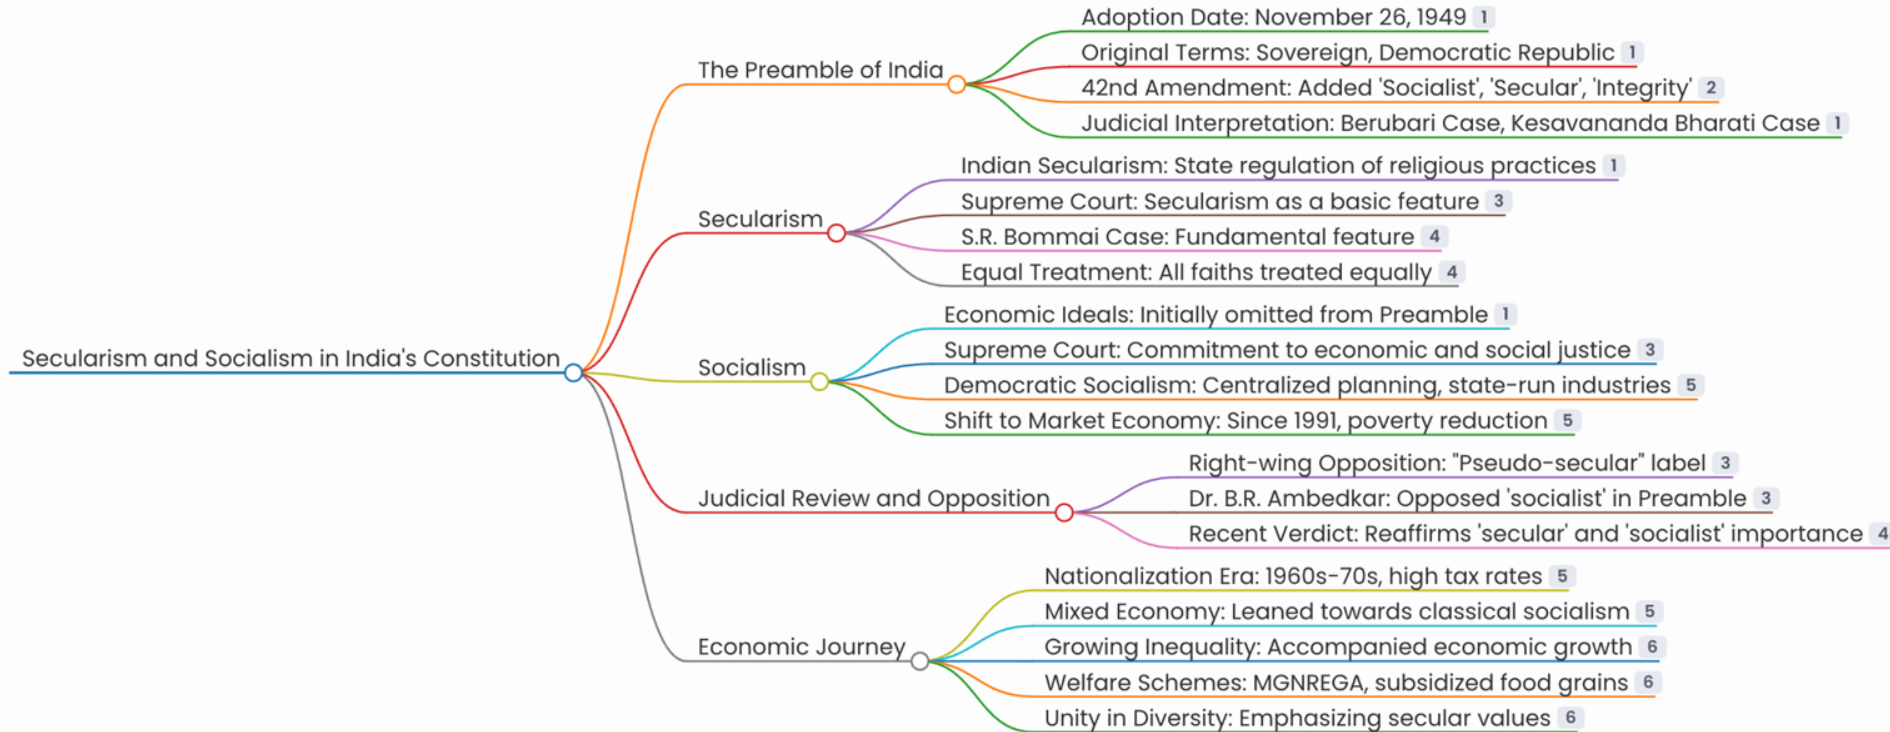 Secularism and Socialism in India's Constitution
The Preamble of India
Adoption Date: November 26, 1949 1
Original Terms: Sovereign, Democratic Republic 1
42nd Amendment: Added 'Socialist', 'Secular', 'Integrity' 2
Judicial Interpretation: Berubari Case, Kesavananda Bharati Case 1
Secularism
Indian Secularism: State regulation of religious practices 1
Supreme Court: Secularism as a basic feature 3
S.R. Bommai Case: Fundamental feature 4
Equal Treatment: All faiths treated equally 4
Socialism
Economic Ideals: Initially omitted from Preamble 1
Supreme Court: Commitment to economic and social justice 3
Democratic Socialism: Centralized planning, state-run industries 5
Shift to Market Economy: Since 1991, poverty reduction 5
Judicial Review and Opposition
Right-wing Opposition: "Pseudo-secular" label 3
Dr. B.R. Ambedkar: Opposed 'socialist' in Preamble 3
Recent Verdict: Reaffirms 'secular' and 'socialist' importance 4
Economic Journey
Nationalization Era: 1960s-70s, high tax rates 5
Mixed Economy: Leaned towards classical socialism 5
Growing Inequality: Accompanied economic growth 6
Welfare Schemes: MGNREGA, subsidized food grains 6
Unity in Diversity: Emphasizing secular values 6